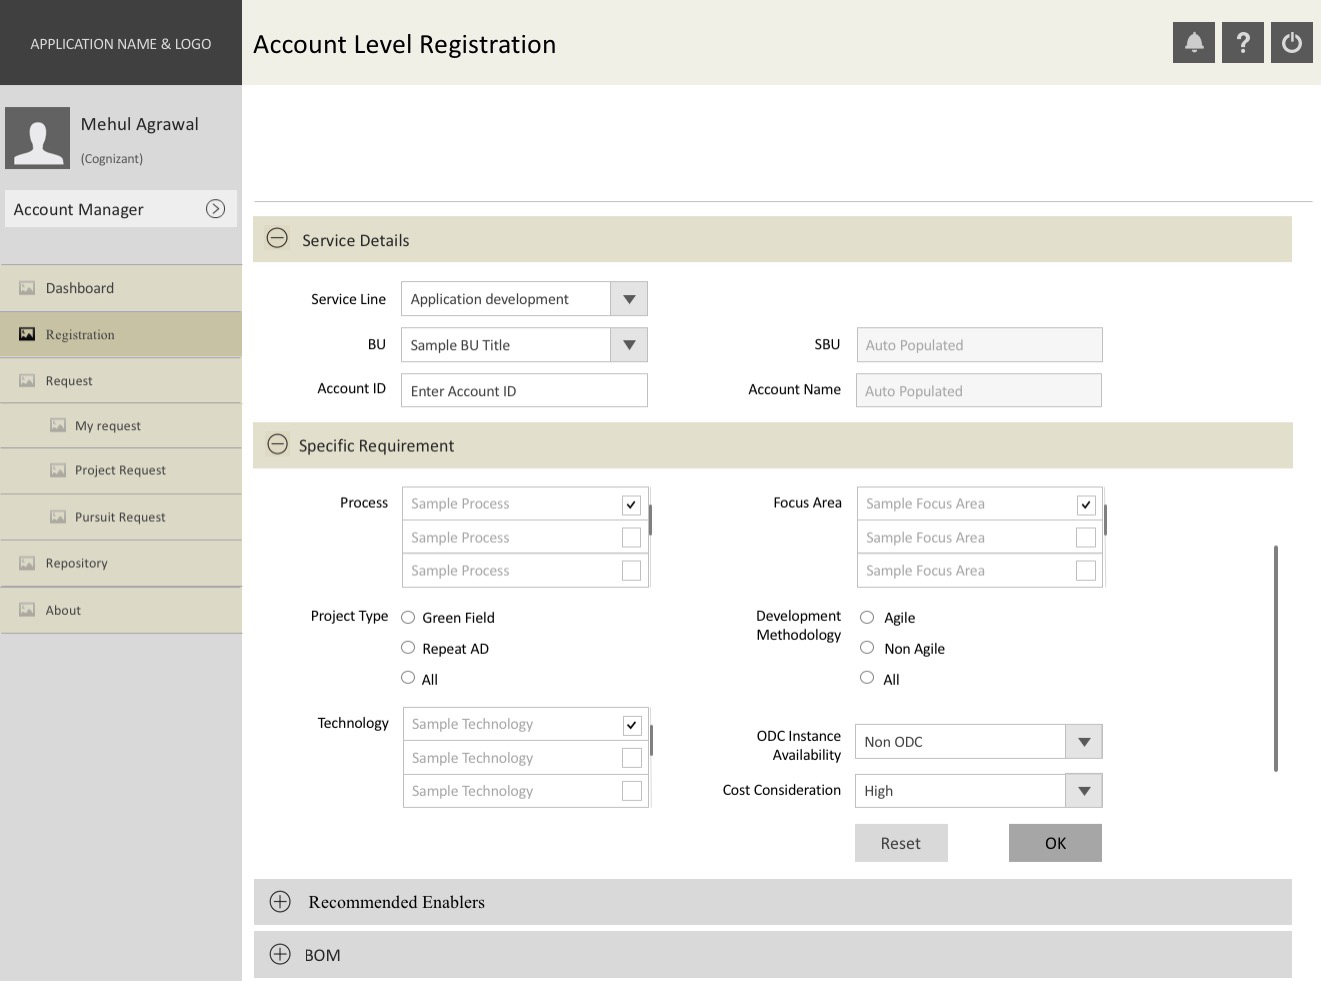 APPLICATION NAME & LOGO
Account Level Registration
?
Mehul Agrawal
(Cognizant)
Account Manager
Dashboard
Registration
Request
My request
Project Request
Pursuit Request
Repository
About
Service Details
Service Line
Application development
BU
Sample BU Title
SBU
Auto Populated
Account ID
Enter Account ID
Account Name
Auto Populated
Specific Requirement
Process
Sample Process
Sample Process
Sample Process
Focus Area
Sample Focus Area
Sample Focus Area
Sample Focus Area
Project Type
Green Field
Repeat AD
All
Development
Methodology
Agile
Non Agile
All
Technology
Sample Technology
Sample Technology
Sample Technology
ODC Instance
Availability
Non ODC
Cost Consideration
High
Reset
OK
Recommended Enablers
BOM